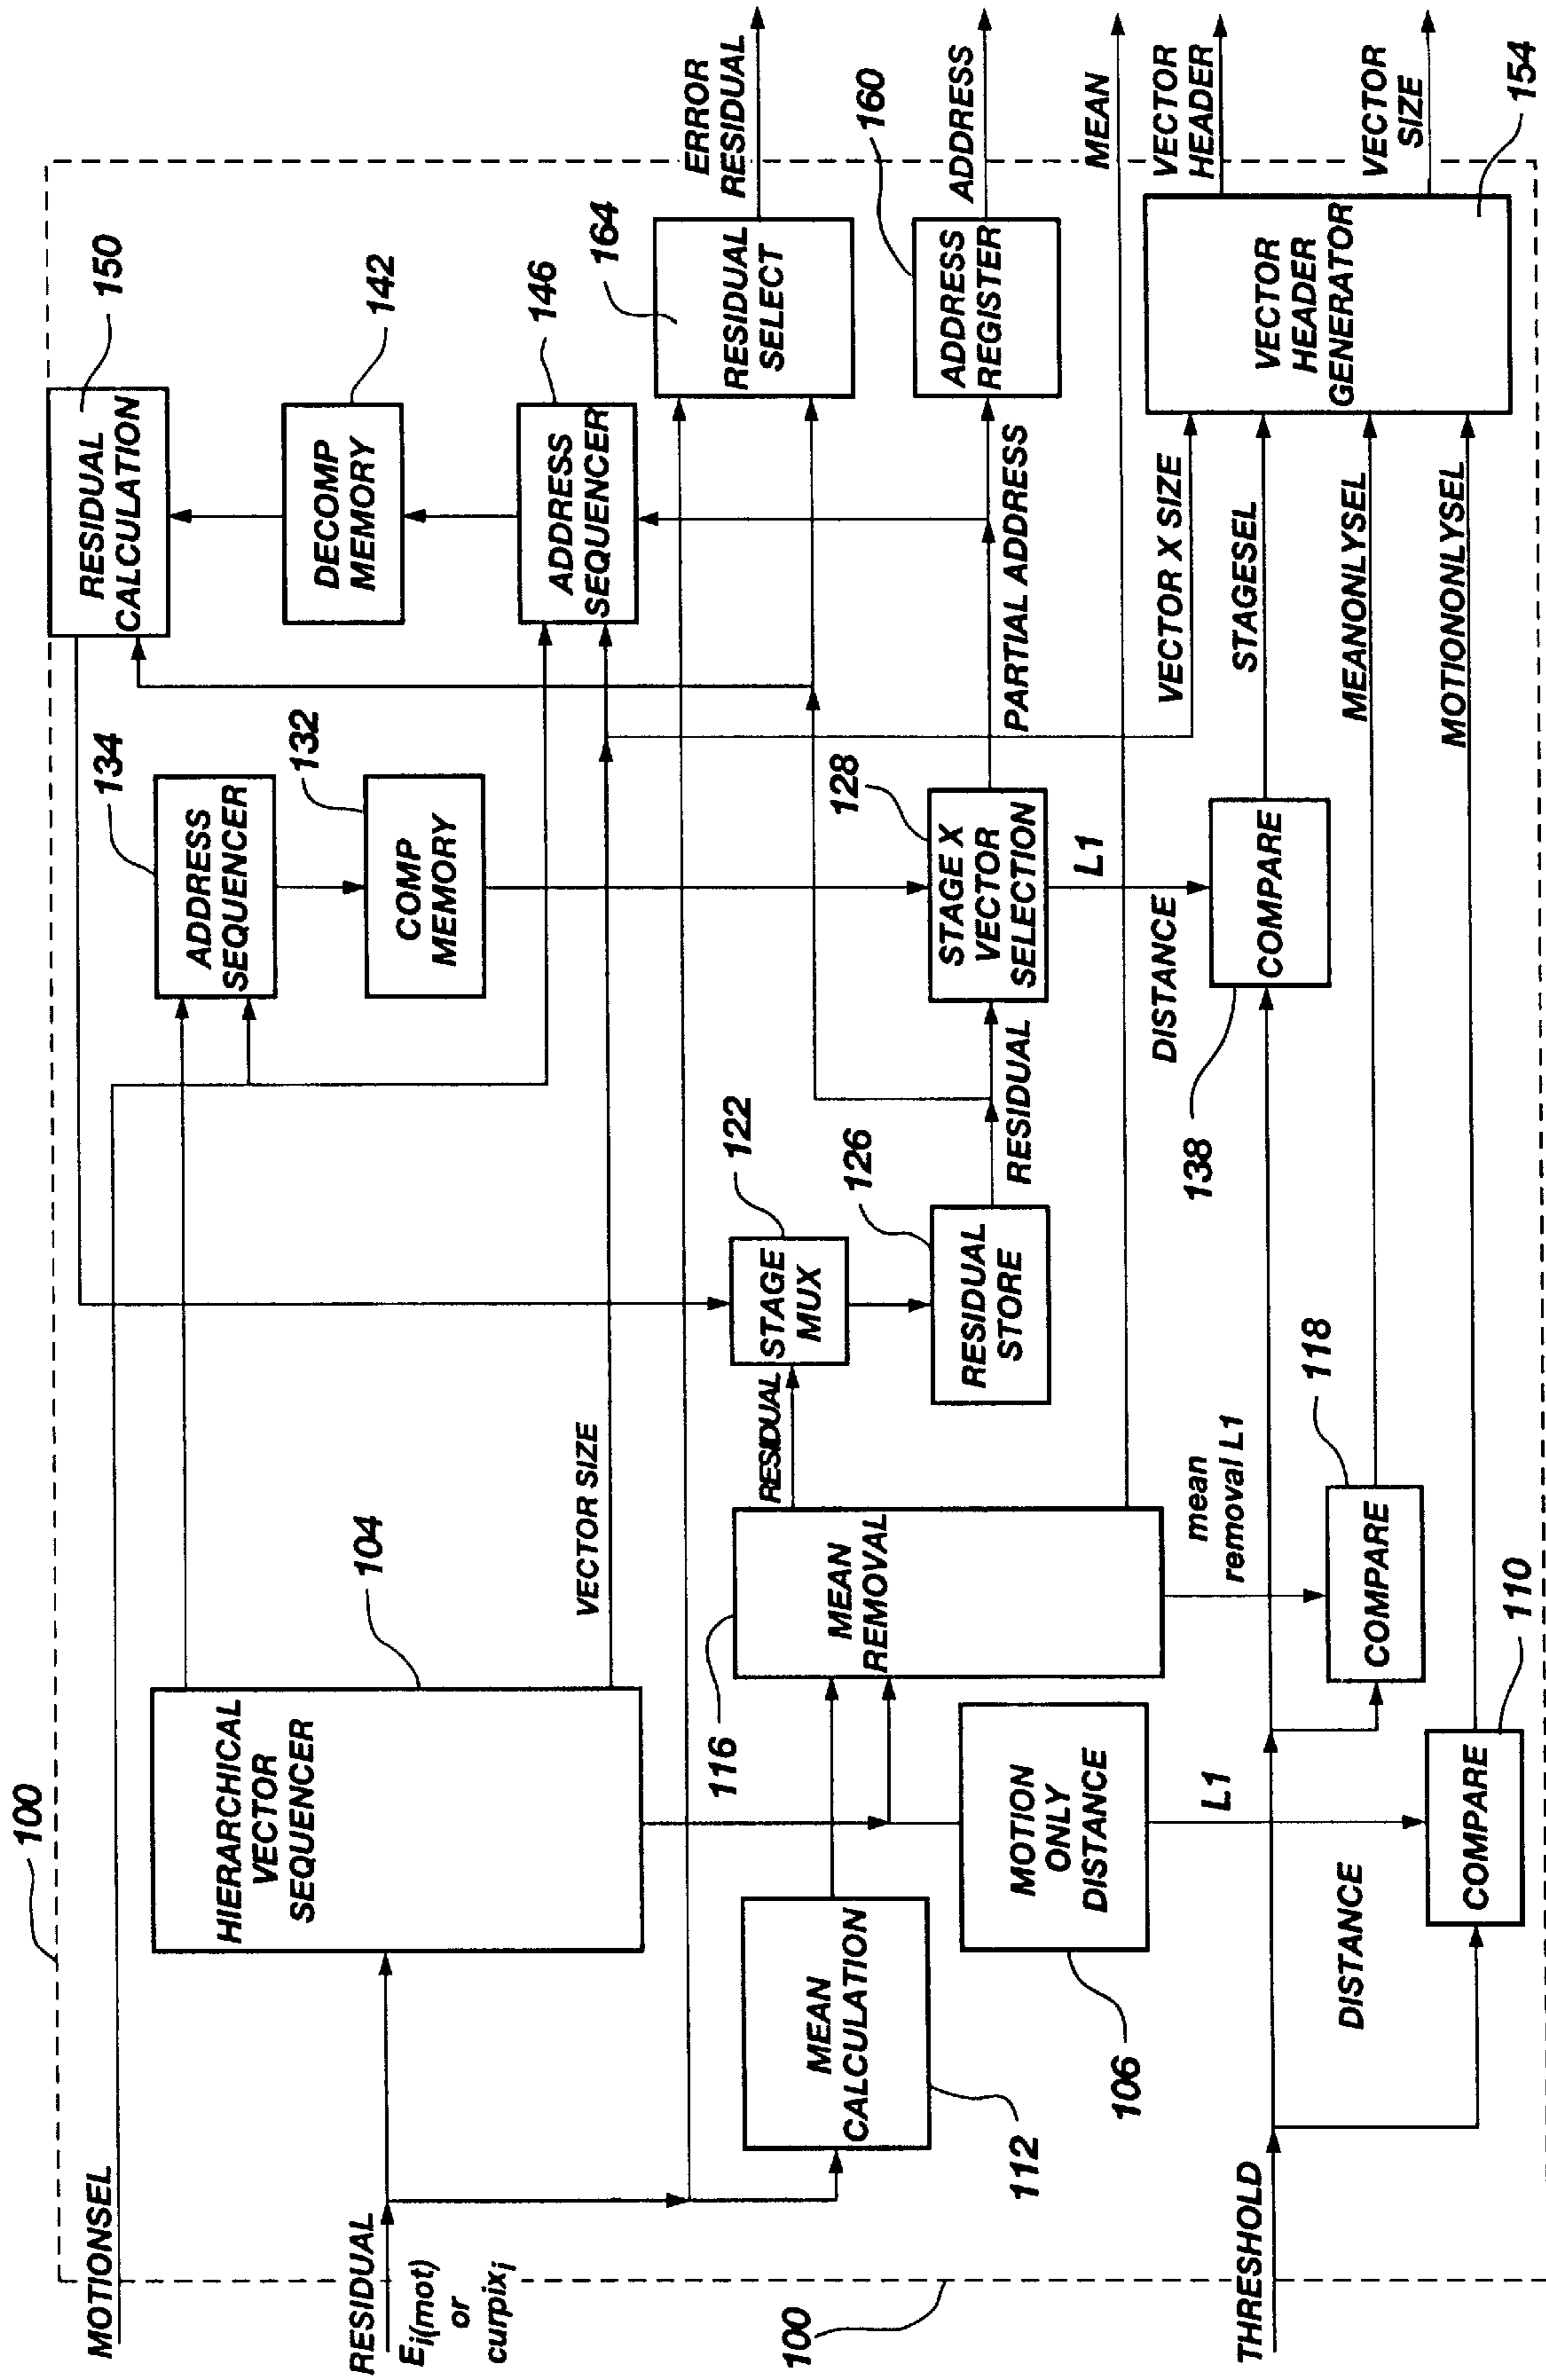 100
MOTIONSEL
RESIDUAL
Ei(mot)
or
curpixi
100
THRESHOLD
HIERARCHICAL
VECTOR
SEQUENCER
104
VECTOR SIZE
MEAN
CALCULATION
112
MOTION
ONLY
DISTANCE
106
116
MEAN
REMOVAL
L1
DISTANCE
COMPARE
110
mean
removal L1
COMPARE
118
RESIDUAL
STAGE
MUX
122
RESIDUAL
STORE
126
RESIDUAL
ADDRESS
SEQUENCER
134
COMP
MEMORY
132
STAGE X
VECTOR
SELECTION
128
L1
DISTANCE
COMPARE
138
PARTIAL ADDRESS
VECTOR X SIZE
STAGESEL
MEANONLYSEL
MOTIONONLYSEL
RESIDUAL
CALCULATION
150
DECOMP
MEMORY
142
ADDRESS
SEQUENCER
146
RESIDUAL
SELECT
164
ADDRESS
REGISTER
160
VECTOR
HEADER
GENERATOR
154
ERROR
RESIDUAL
ADDRESS
MEAN
VECTOR
HEADER
VECTOR
SIZE